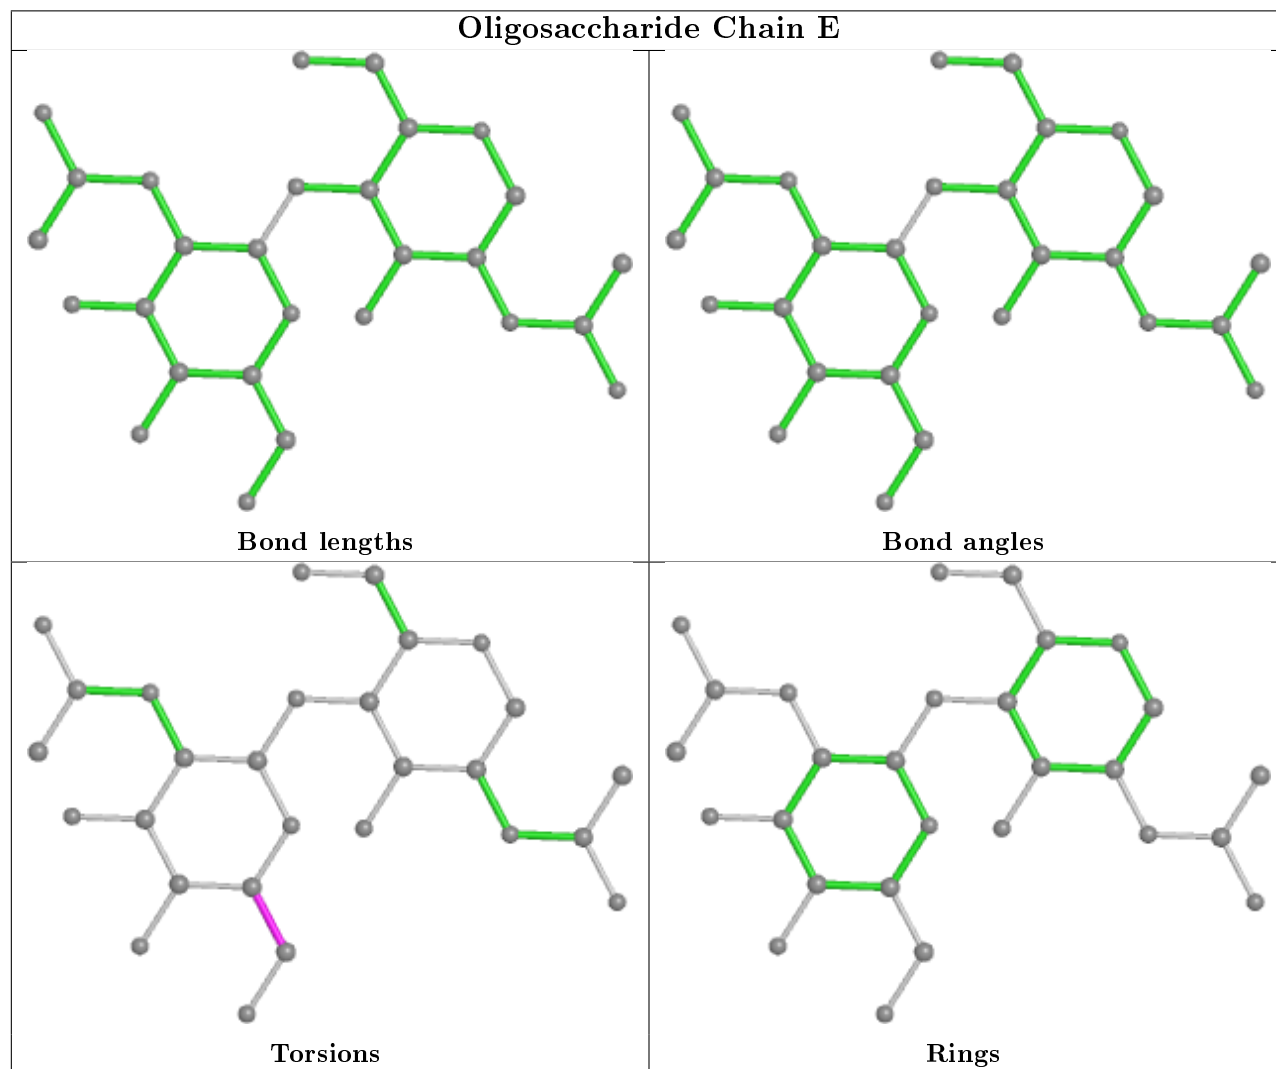 Oligosaccharide Chain E
Bond lengths
Bond angles
Torsions
Rings